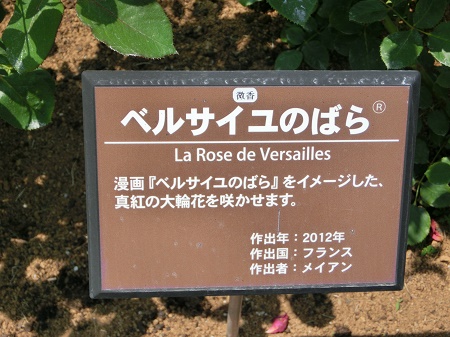 微香
ベルサイユのばら®
La Rose de Versailles
漫画『ベルサイユのばら』をイメージした、
真紅の大輪花を咲かせます。
作出年：2012年
作出国：フランス
作出者：メイアン